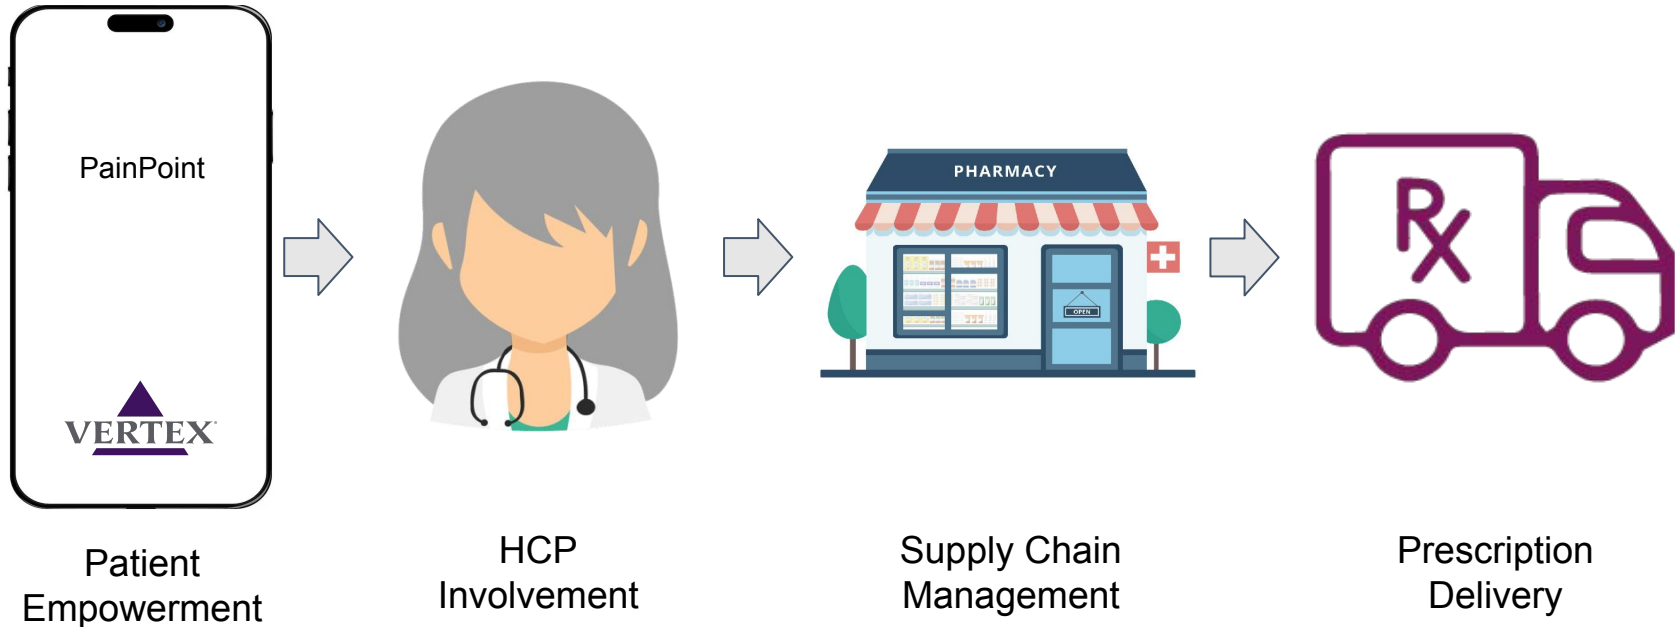 PainPoint
VERTEX
PHARMACY
OPEN
Rx
Patient
Empowerment
HCP
Involvement
Supply Chain
Management
Prescription
Delivery